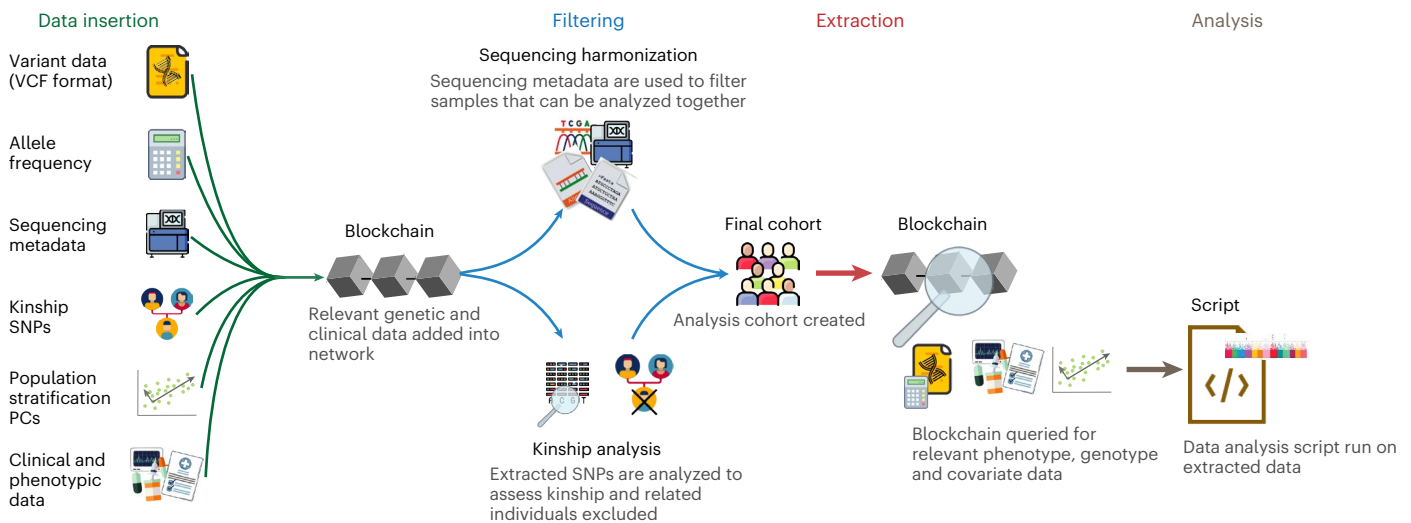 Data insertion
Filtering
Extraction
Analysis
Variant data
(VCF format)
Allele
frequency
Sequencing
metadata
Kinship
SNPs
Population
stratification
PCs
Clinical and
phenotypic
data
Blockchain
Relevant genetic and
clinical data added into
network
Sequencing harmonization
Sequencing metadata are used to filter
samples that can be analyzed together
T C G A
Kinship analysis
Extracted SNPs are analyzed to
assess kinship and related
individuals excluded
Final cohort
Analysis cohort created
Blockchain
Blockchain queried for
relevant phenotype, genotype
and covariate data
Script
</>
Data analysis script run on
extracted data